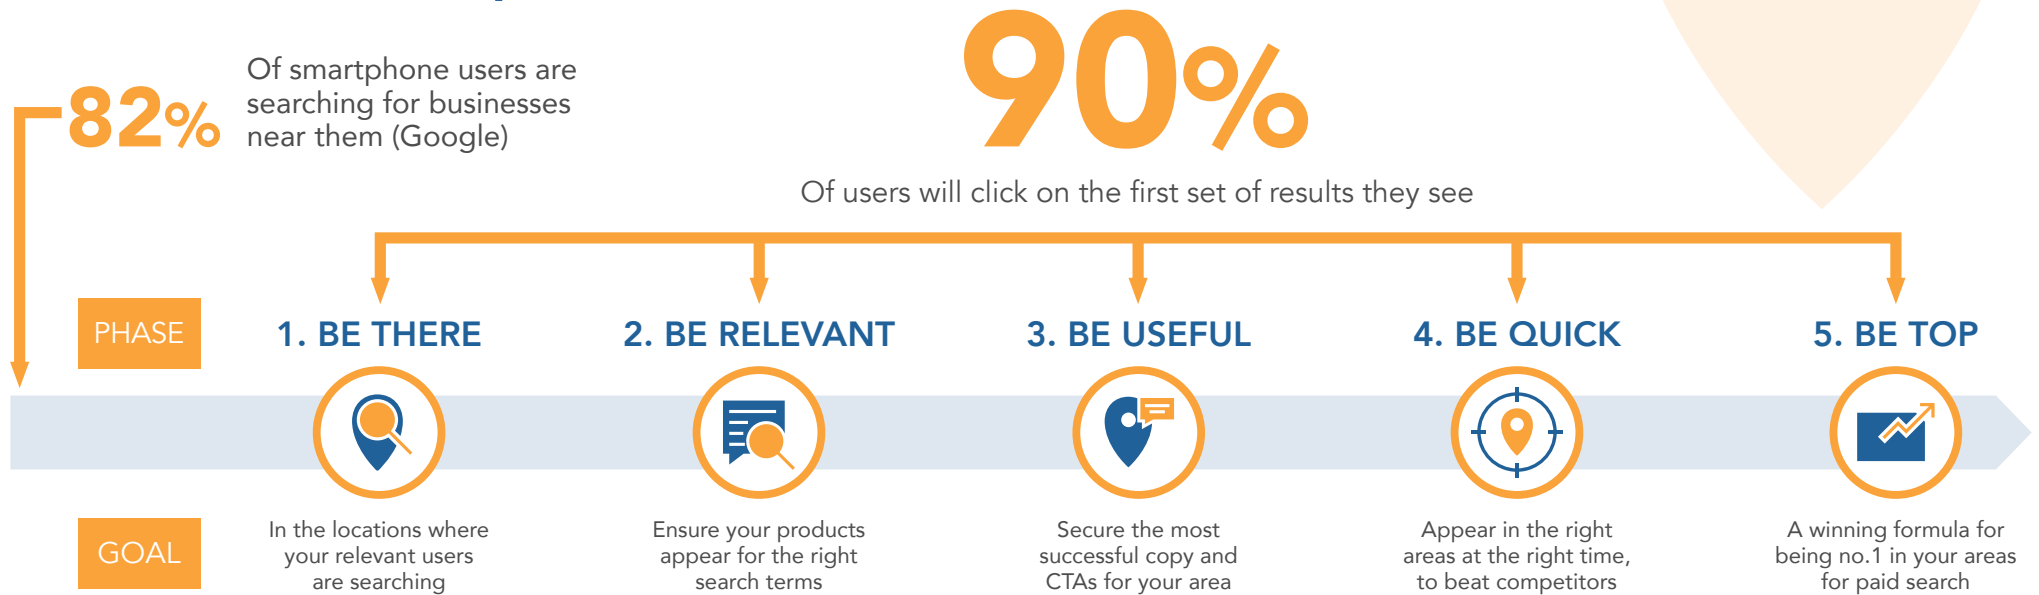 82%
Of smartphone users are
searching for businesses
near them (Google)
90%
Of users will click on the first set of results they see
PHASE
1. BE THERE
2. BE RELEVANT
3. BE USEFUL
4. BE QUICK
5. BE TOP
GOAL
In the locations where
your relevant users
are searching
Ensure your products
appear for the right
search terms
Secure the most
successful copy and
CTAs for your area
Appear in the right
areas at the right time,
to beat competitors
A winning formula for
being no.1 in your areas
for paid search